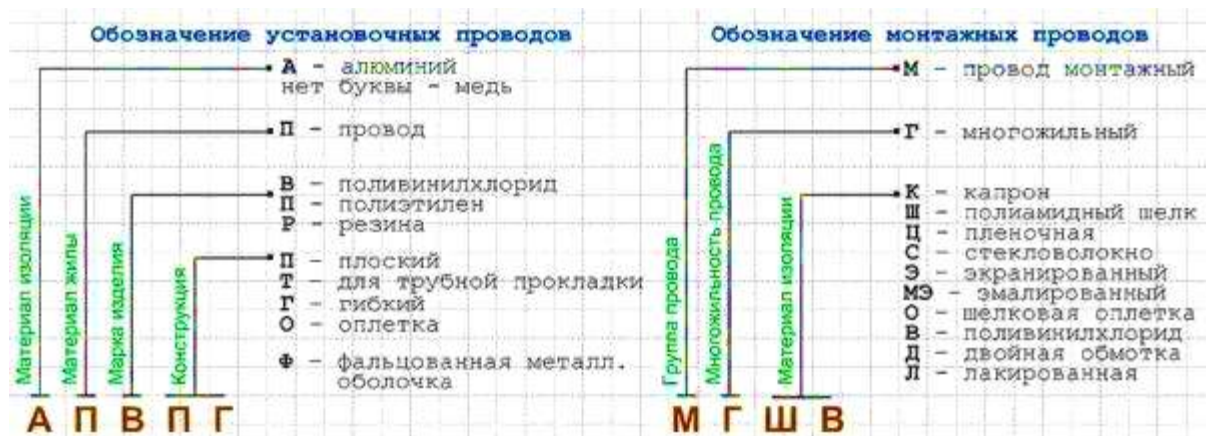 Обозначение установочных проводов
А - алюминий
нет буквы - медь
П - провод
В - поливинилхлорид
П - полиэтилен
Р - резина
П - плоский
Т - для трубной прокладки
Г - гибкий
О - оплетка
Ф - фальцованная металл.
оболочка
Материал изоляции
Материал жилы
Марка изделия
Конструкция
А П В П Г
Обозначение монтажных проводов
М - провод монтажный
Г - многожильный
К - капрон
Ш - полиамидный шелк
Ц - пленочная
С - стекловолокно
Э - экранированный
МЭ - эмалированный
О - шелковая оплетка
В - поливинилхлорид
Д - двойная обмотка
Л - лакированная
Группа провода
Многожильность провода
Материал изоляции
М Г Ш В